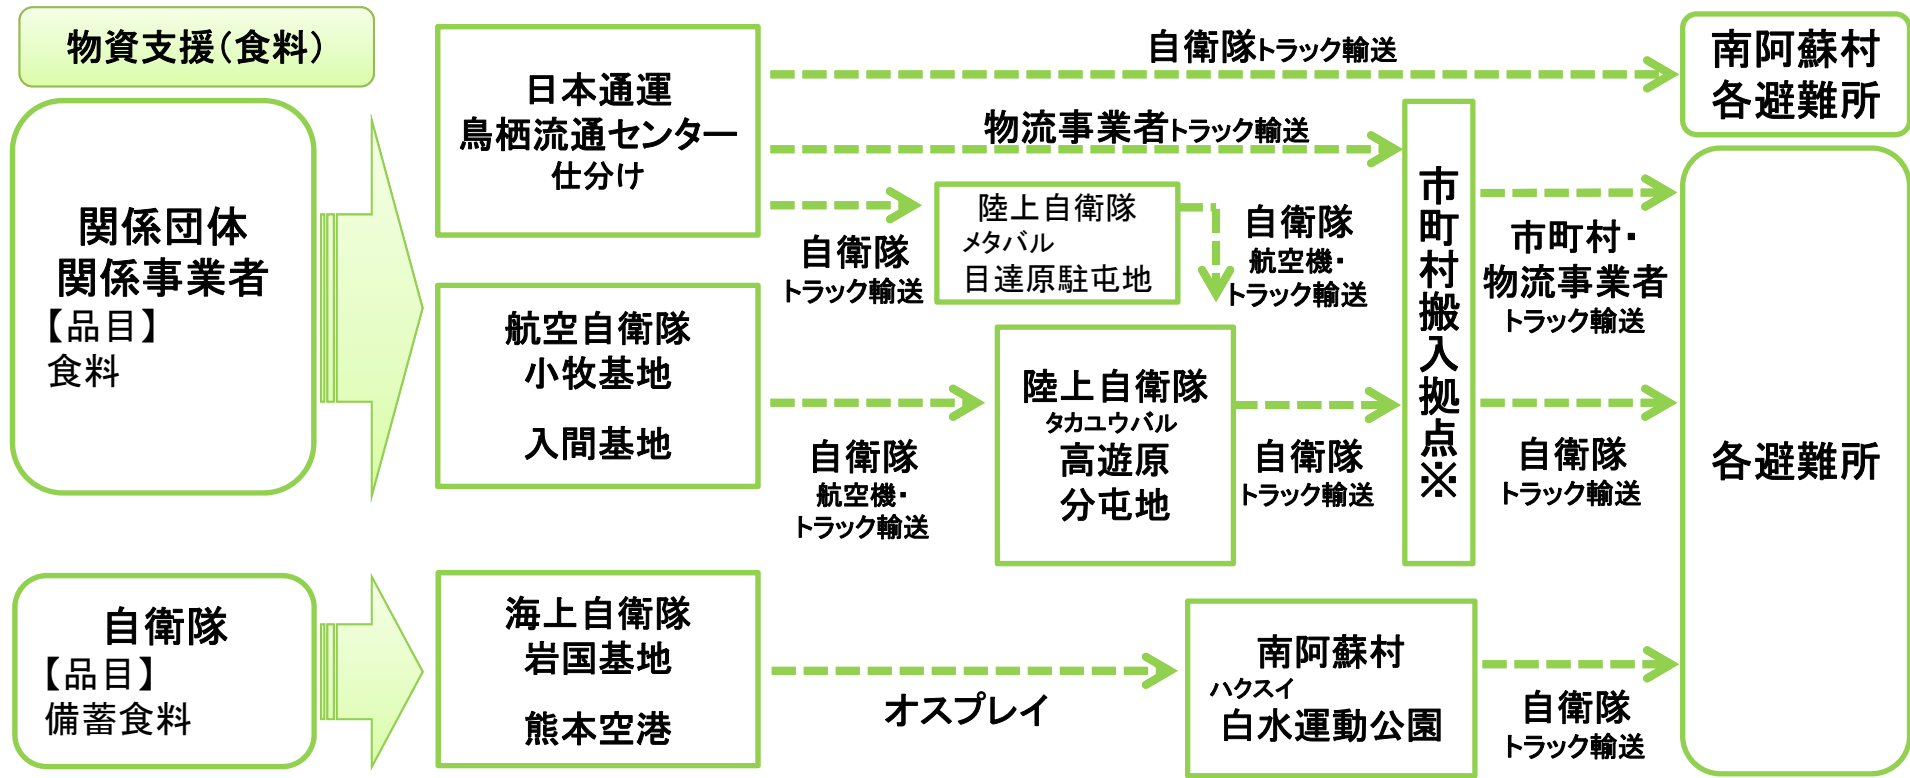 物資支援(食料)
関係団体
関係事業者
【品目】
食料
自衛隊
【品目】
備蓄食料
日本通運
鳥栖流通センター
仕分け
航空自衛隊
小牧基地
入間基地
海上自衛隊
岩国基地
熊本空港
自衛隊トラック輸送
物流事業者トラック輸送
自衛隊
トラック輸送
陸上自衛隊
メタバル
目達原駐屯地
自衛隊
航空機・
トラック輸送
自衛隊
航空機・
トラック輸送
陸上自衛隊
タカユウバル
高遊原
分屯地
自衛隊
トラック輸送
オスプレイ
南阿蘇村
ハクスイ
白水運動公園
市町村搬入拠点※
市町村・
物流事業者
トラック輸送
自衛隊
トラック輸送
自衛隊
トラック輸送
南阿蘇村
各避難所
各避難所